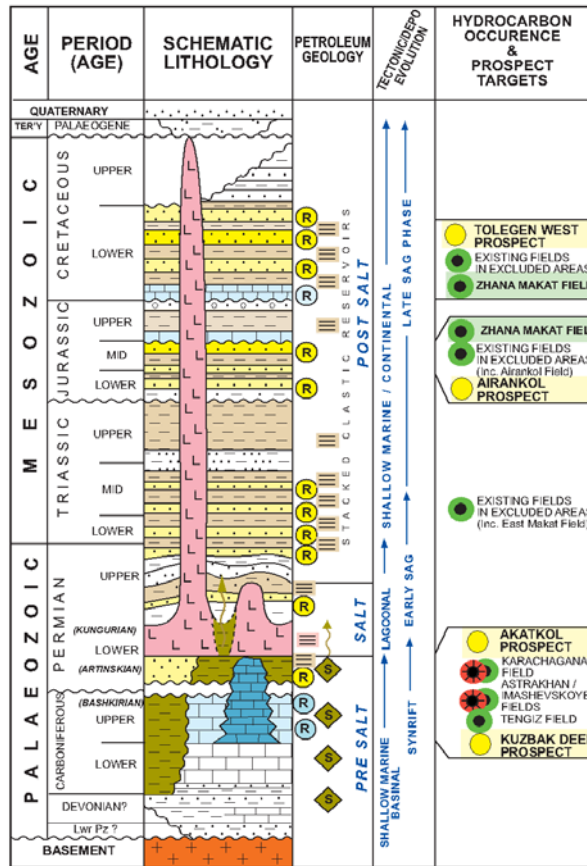 AGE
PERIOD
(AGE)
SCHEMATIC
LITHOLOGY
PETROLEUM
GEOLOGY
TECTONIC/DEPO
EVOLUTION
HYDROCARBON
OCCURENCE
&
PROSPECT
TARGETS
QUATERNARY
TER'Y
PALAEOGENE
MESOZOIC
CRETACEOUS
UPPER
LOWER
JURASSIC
UPPER
MID
LOWER
TRIASSIC
UPPER
MID
LOWER
PALAEOZOIC
PERMIAN
UPPER
(KUNGURIAN)
LOWER
(ARTINSKIAN)
CARBONIFEROUS
(BASHKIRIAN)
UPPER
LOWER
DEVONIAN?
Lwr Pz ?
BASEMENT
L L L L L L L L L L L L L L L L L L
R
R
R
R
R
R
R
R
R
R
R
R
S
R
R
S
S
S
STACKED CLASTIC RESERVOIRS
POST SALT
SALT
PRE SALT
SHALLOW MARINE / CONTINENTAL
LAGOONAL
SHALLOW MARINE
BASINAL
LATE SAG PHASE
EARLY SAG
SYNRIFT
TOLEGEN WEST
PROSPECT
EXISTING FIELDS
IN EXCLUDED AREAS
ZHANA MAKAT FIELD
ZHANA MAKAT FIEL
EXISTING FIELDS
IN EXCLUDED AREAS
(Inc. Airankol Field)
AIRANKOL
PROSPECT
EXISTING FIELDS
IN EXCLUDED AREAS
(Inc. East Makat Field)
AKATKOL
PROSPECT
KARACHAGANA
FIELD
ASTRAKHAN /
IMASHEVSKOYE
FIELDS
TENGIZ FIELD
KUZBAK DEEP
PROSPECT